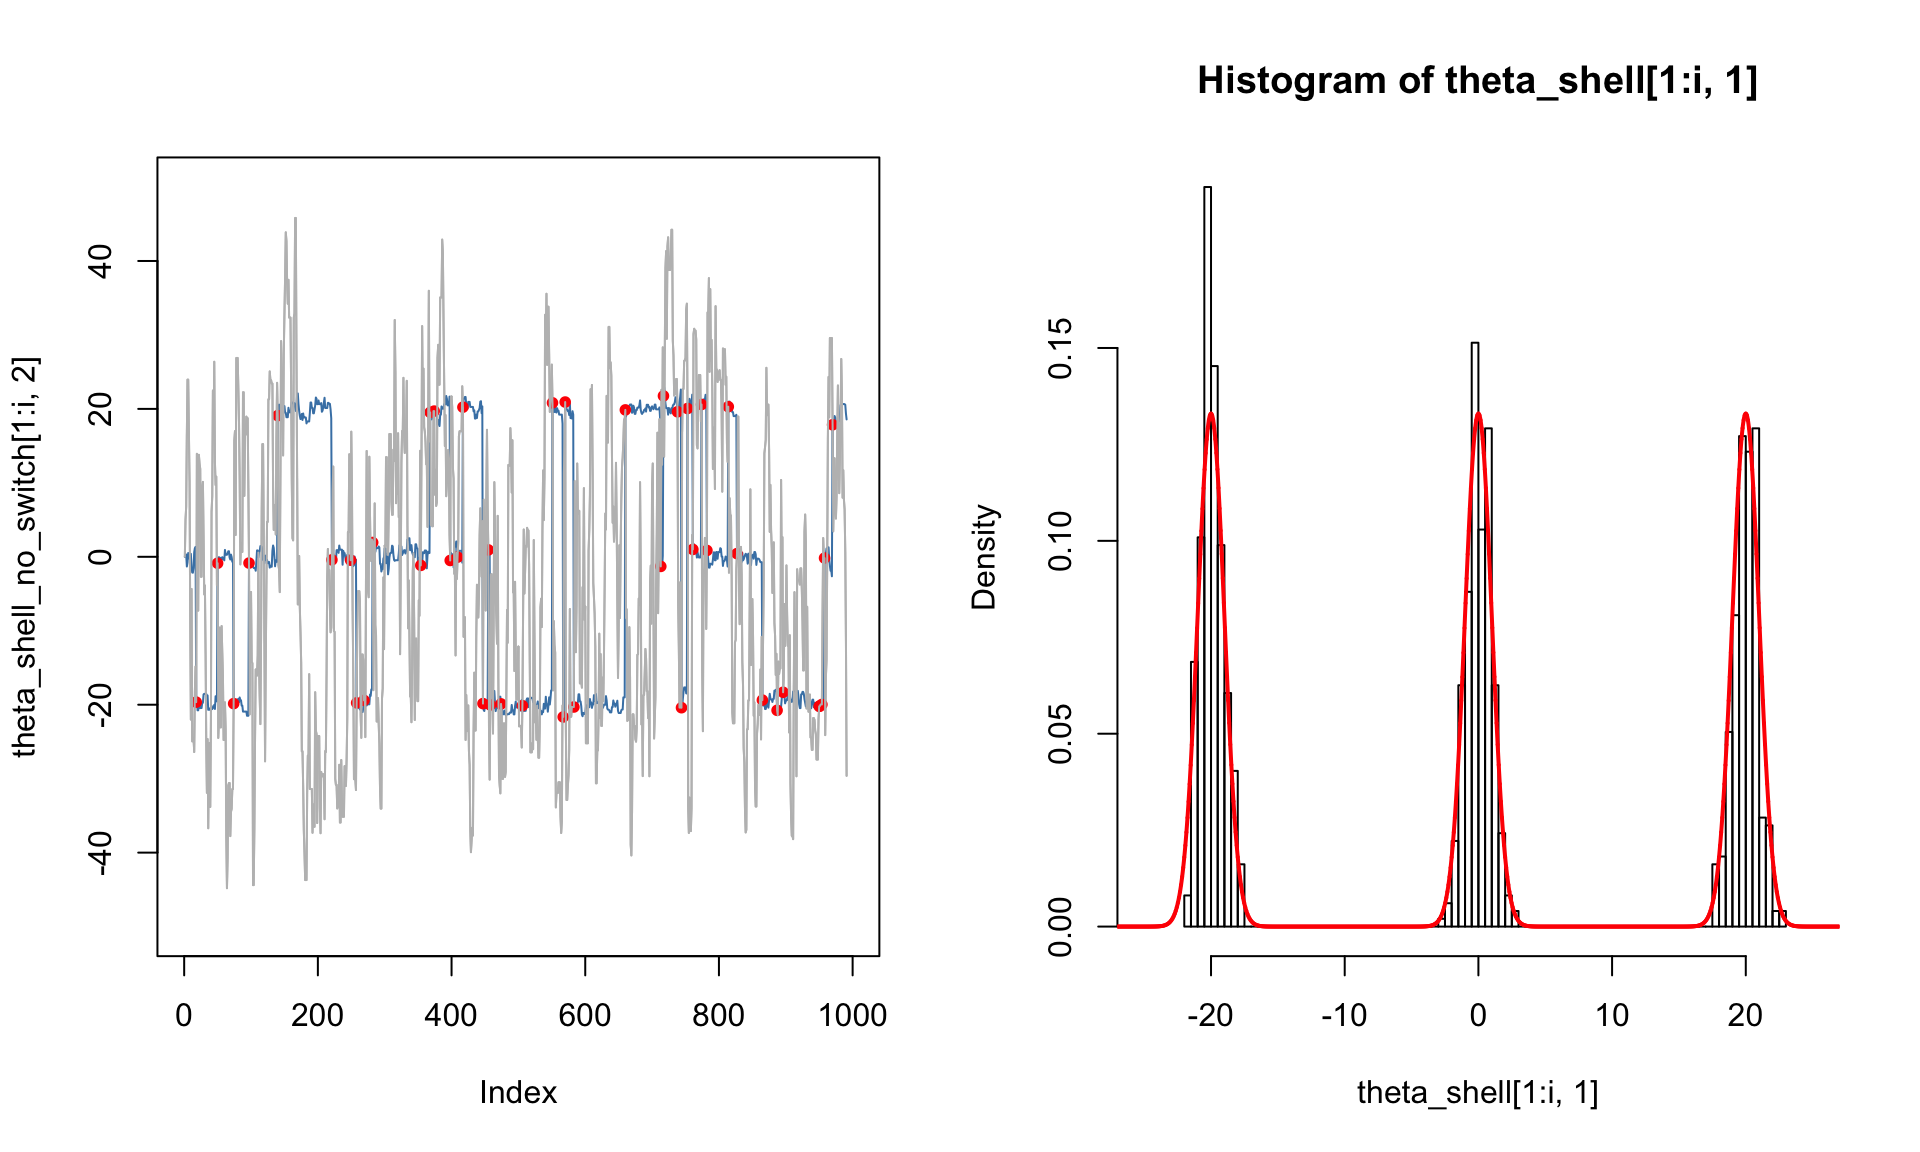 theta_shell_no_switch[1:i, 2]
40
20
0
-20
-40
0 200 400 600 800 1000
Index
Histogram of theta_shell[1:i, 1]
Density
0.15
0.10
0.05
0.00
-20 -10 0 10 20
theta_shell[1:i, 1]